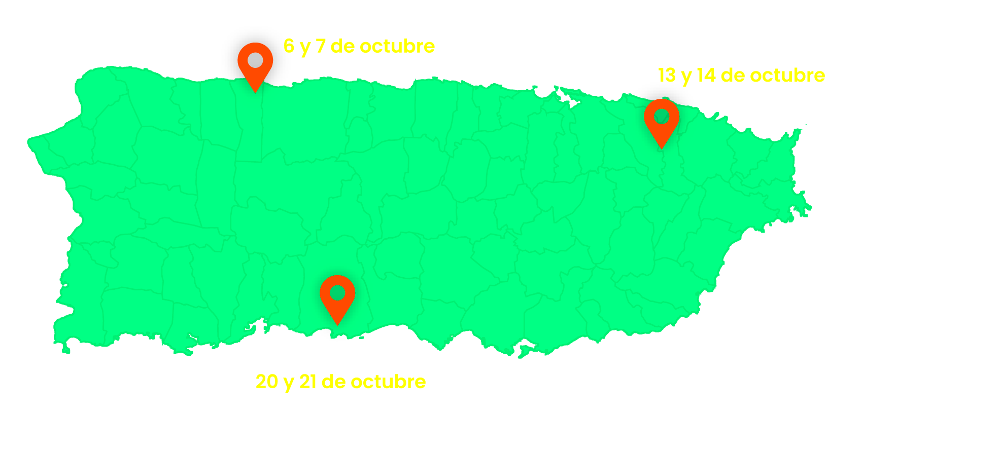 6 y 7 de octubre
13 y 14 de octubre
20 y 21 de octubre